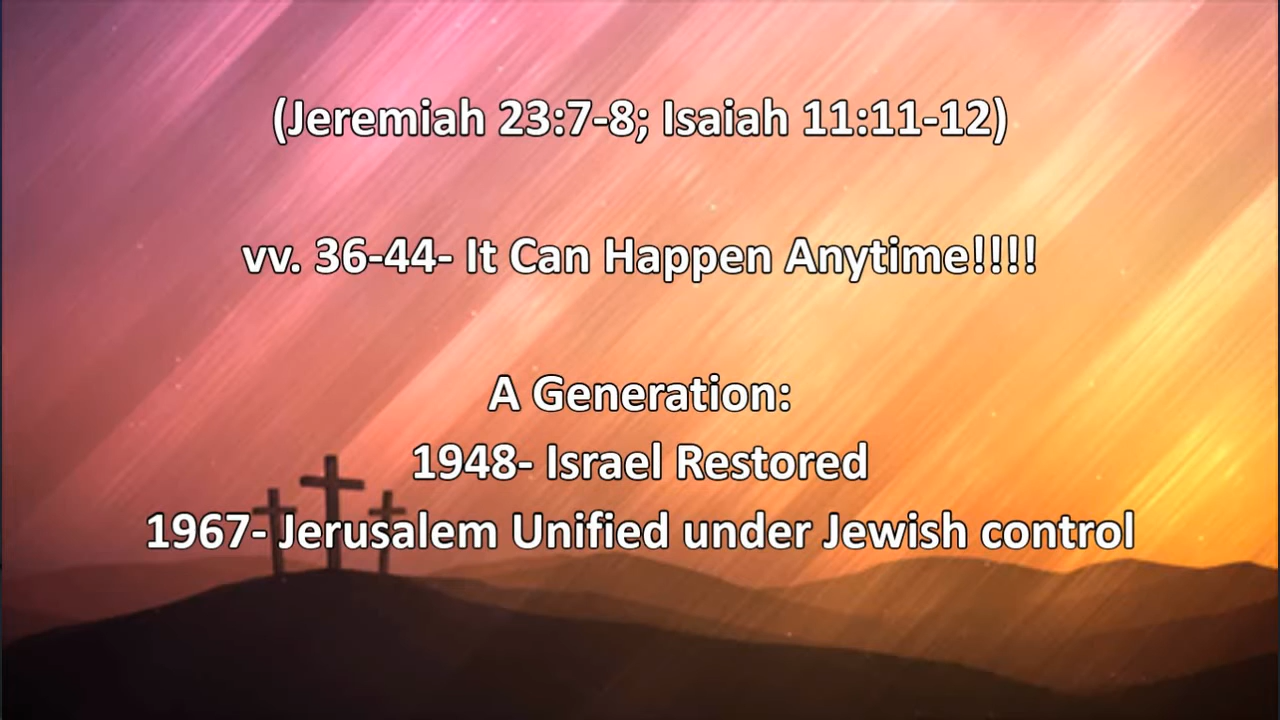 (Jeremiah 23:7-8; Isaiah 11:11-12)
vv. 36-44- It Can Happen Anytime!!!!
A Generation:
1948- Israel Restored
1967- Jerusalem Unified under Jewish control